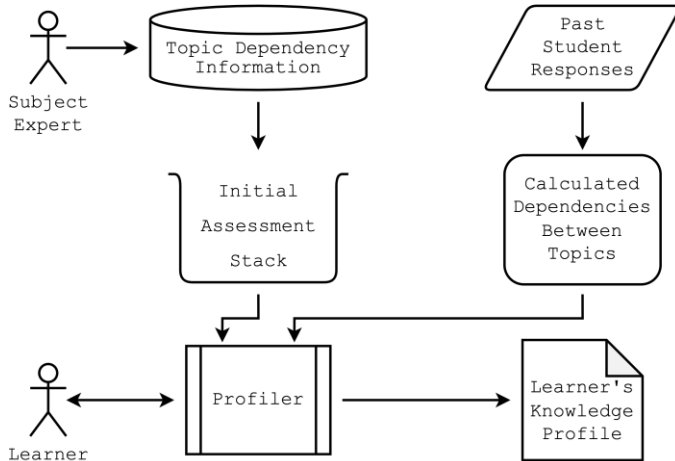 Topic Dependency
Information
Past
Student
Responses
Subject
Expert
Initial
Assessment
Stack
Calculated
Dependencies
Between
Topics
Profiler
Learner's
Knowledge
Profile
Learner